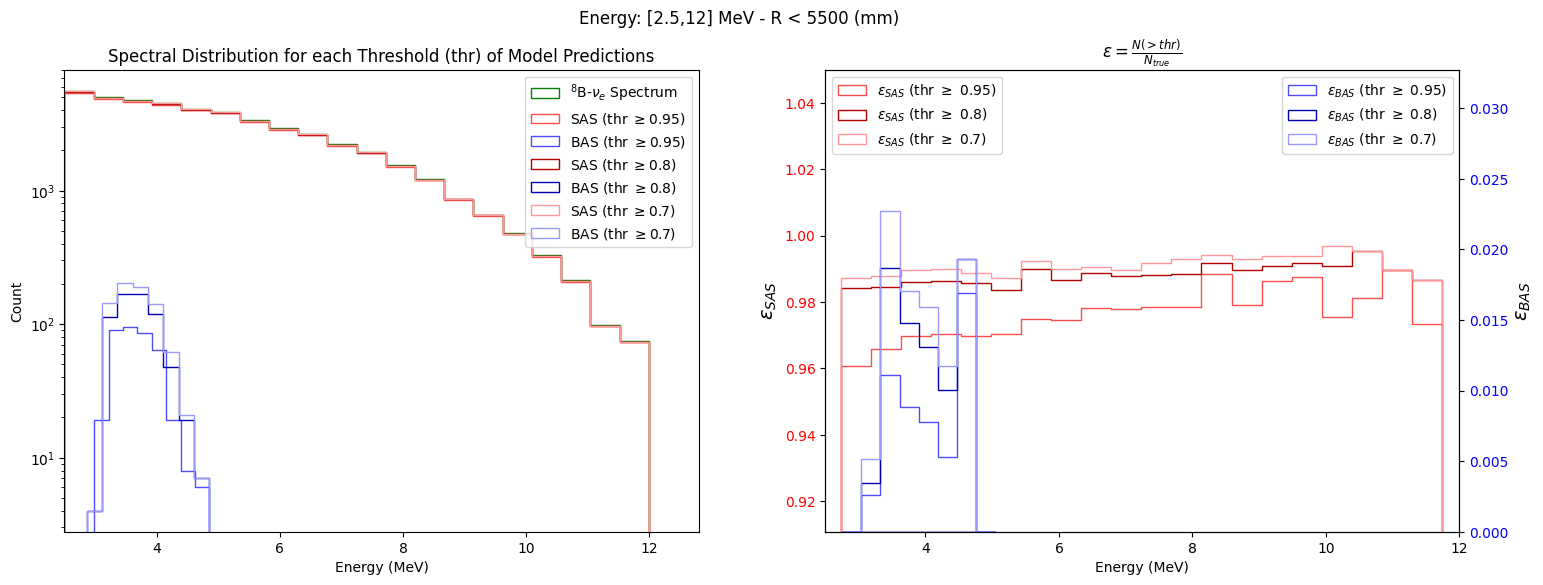 Energy: [2.5,12] MeV - R < 5500 (mm)
Spectral Distribution for each Threshold (thr) of Model Predictions
⁸B-νₑ Spectrum
SAS (thr ≥0.95)
BAS (thr ≥0.95)
SAS (thr ≥0.8)
BAS (thr ≥0.8)
SAS (thr ≥0.7)
BAS (thr ≥0.7)
10³
10²
10¹
Count
4
6
8
10
12
Energy (MeV)
ε = N(>thr)/N_true
ε_SAS (thr ≥ 0.95)
ε_SAS (thr ≥ 0.8)
ε_SAS (thr ≥ 0.7)
ε_BAS (thr ≥ 0.95)
ε_BAS (thr ≥ 0.8)
ε_BAS (thr ≥ 0.7)
1.04
1.02
1.00
0.98
0.96
0.94
0.92
ε_SAS
0.030
0.025
0.020
0.015
0.010
0.005
0.000
ε_BAS
4
6
8
10
12
Energy (MeV)